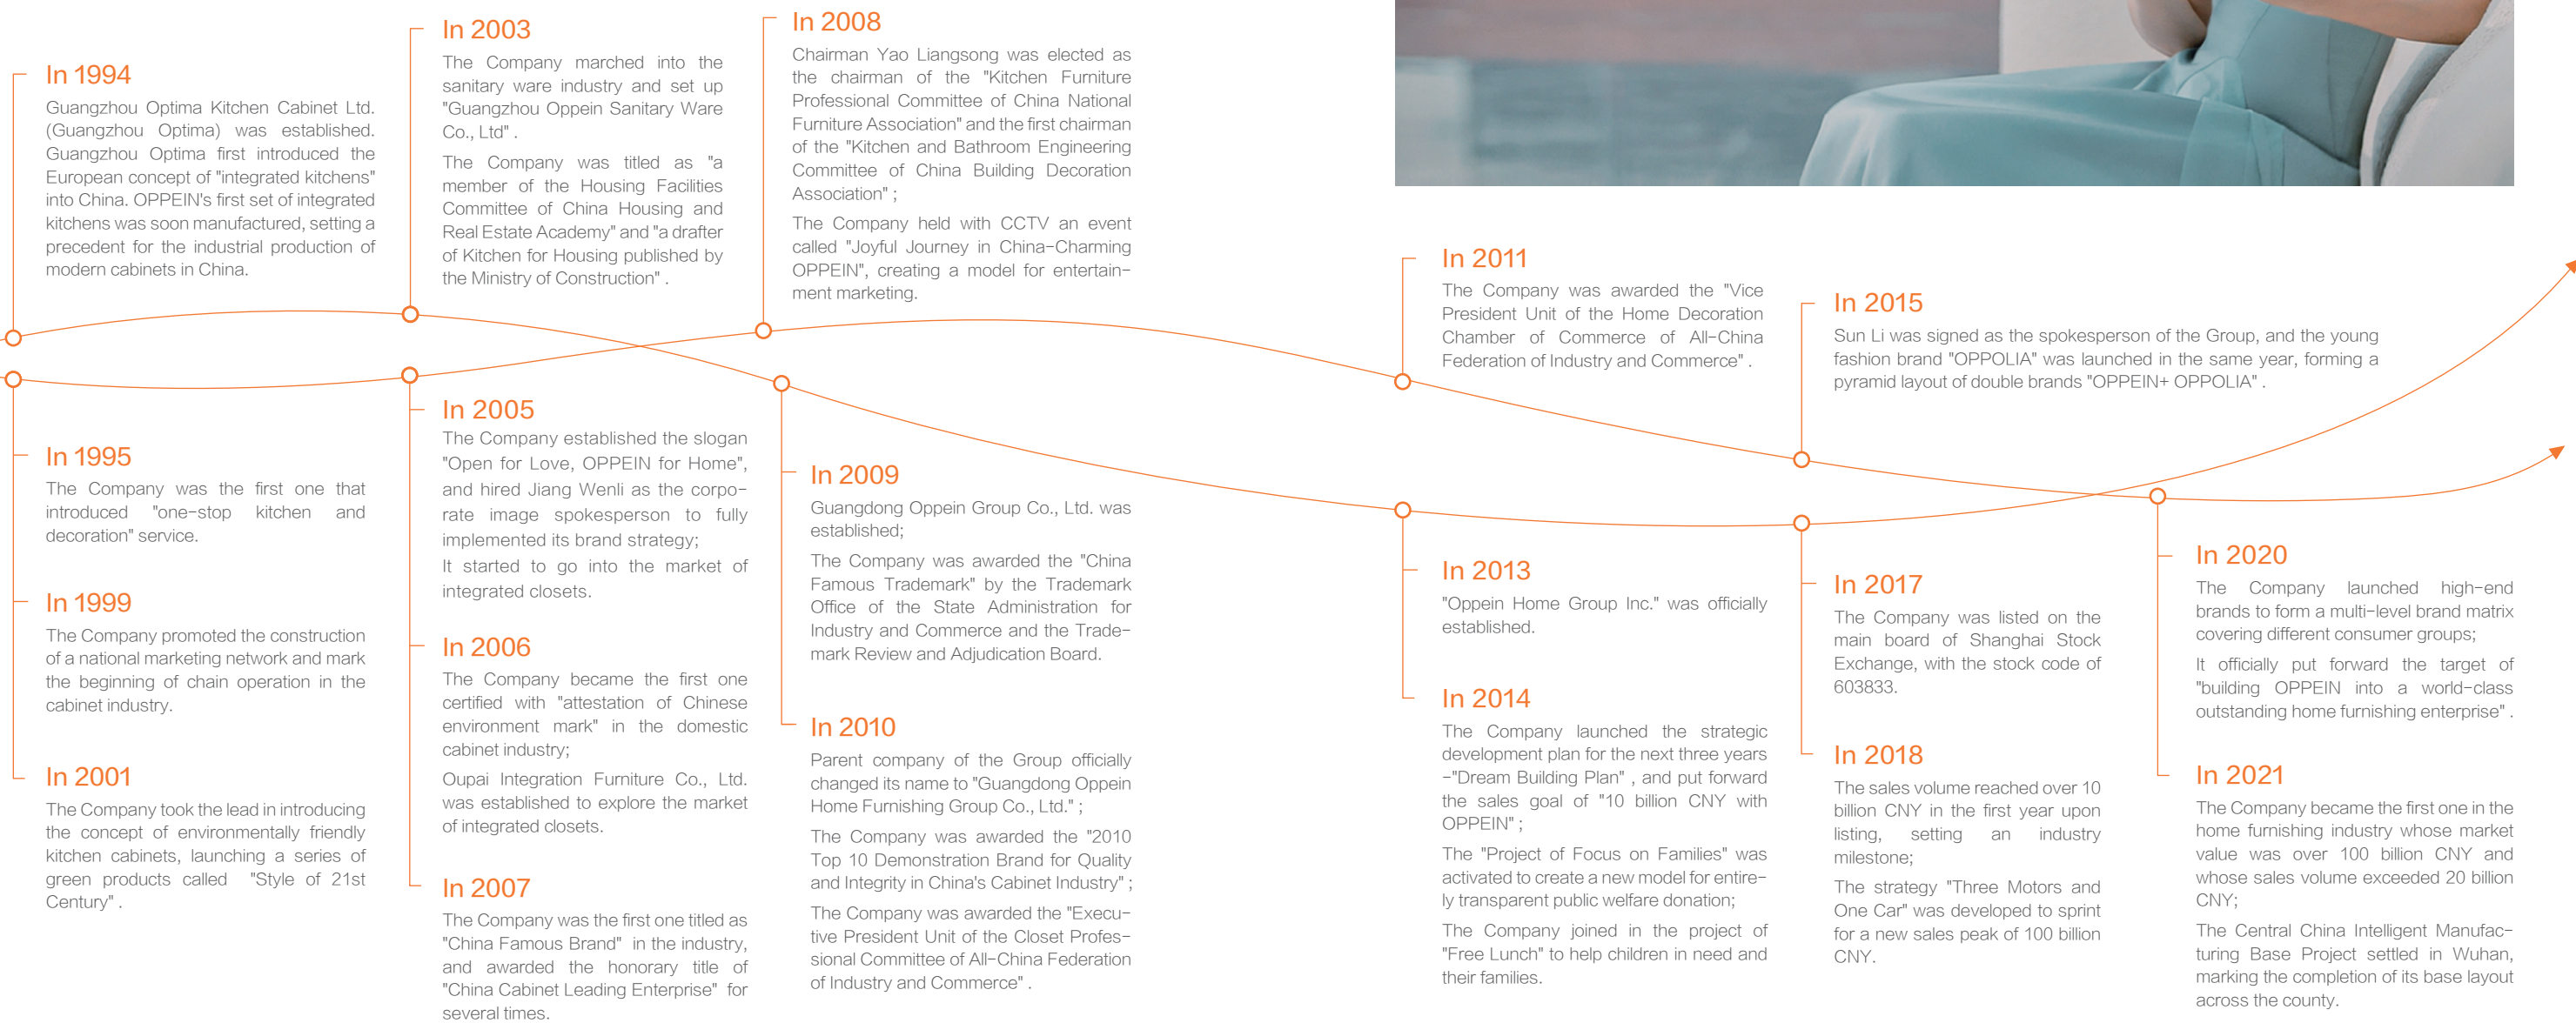 In 1994
Guangzhou Optima Kitchen Cabinet Ltd.
(Guangzhou Optima) was established.
Guangzhou Optima first introduced the
European concept of "integrated kitchens"
into China. OPPEIN's first set of integrated
kitchens was soon manufactured, setting a
precedent for the industrial production of
modern cabinets in China.
In 1995
The Company was the first one that
introduced "one-stop kitchen and
decoration" service.
In 1999
The Company promoted the construction
of a national marketing network and mark
the beginning of chain operation in the
cabinet industry.
In 2001
The Company took the lead in introducing
the concept of environmentally friendly
kitchen cabinets, launching a series of
green products called "Style of 21st
Century" .
In 2003
The Company marched into the
sanitary ware industry and set up
"Guangzhou Oppein Sanitary Ware
Co., Ltd" .
The Company was titled as "a
member of the Housing Facilities
Committee of China Housing and
Real Estate Academy" and "a drafter
of Kitchen for Housing published by
the Ministry of Construction" .
In 2005
The Company established the slogan
"Open for Love, OPPEIN for Home",
and hired Jiang Wenli as the corpo-
rate image spokesperson to fully
implemented its brand strategy;
It started to go into the market of
integrated closets.
In 2006
The Company became the first one
certified with "attestation of Chinese
environment mark" in the domestic
cabinet industry;
Oupai Integration Furniture Co., Ltd.
was established to explore the market
of integrated closets.
In 2007
The Company was the first one titled as
"China Famous Brand" in the industry,
and awarded the honorary title of
"China Cabinet Leading Enterprise" for
several times.
In 2008
Chairman Yao Liangsong was elected as
the chairman of the "Kitchen Furniture
Professional Committee of China National
Furniture Association" and the first chairman
of the "Kitchen and Bathroom Engineering
Committee of China Building Decoration
Association" ;
The Company held with CCTV an event
called "Joyful Journey in China-Charming
OPPEIN", creating a model for entertain-
ment marketing.
In 2009
Guangdong Oppein Group Co., Ltd. was
established;
The Company was awarded the "China
Famous Trademark" by the Trademark
Office of the State Administration for
Industry and Commerce and the Trade-
mark Review and Adjudication Board.
In 2010
Parent company of the Group officially
changed its name to "Guangdong Oppein
Home Furnishing Group Co., Ltd." ;
The Company was awarded the "2010
Top 10 Demonstration Brand for Quality
and Integrity in China's Cabinet Industry" ;
The Company was awarded the "Execu-
tive President Unit of the Closet Profes-
sional Committee of All-China Federation
of Industry and Commerce" .
In 2011
The Company was awarded the "Vice
President Unit of the Home Decoration
Chamber of Commerce of All-China
Federation of Industry and Commerce" .
In 2013
"Oppein Home Group Inc." was officially
established.
In 2014
The Company launched the strategic
development plan for the next three years
-"Dream Building Plan" , and put forward
the sales goal of "10 billion CNY with
OPPEIN" ;
The "Project of Focus on Families" was
activated to create a new model for entire-
ly transparent public welfare donation;
The Company joined in the project of
"Free Lunch" to help children in need and
their families.
In 2015
Sun Li was signed as the spokesperson of the Group, and the young
fashion brand "OPPOLIA" was launched in the same year, forming a
pyramid layout of double brands "OPPEIN+ OPPOLIA" .
In 2017
The Company was listed on the
main board of Shanghai Stock
Exchange, with the stock code of
603833.
In 2018
The sales volume reached over 10
billion CNY in the first year upon
listing, setting an industry
milestone;
The strategy "Three Motors and
One Car" was developed to sprint
for a new sales peak of 100 billion
CNY.
In 2020
The Company launched high-end
brands to form a multi-level brand matrix
covering different consumer groups;
It officially put forward the target of
"building OPPEIN into a world-class
outstanding home furnishing enterprise" .
In 2021
The Company became the first one in the
home furnishing industry whose market
value was over 100 billion CNY and
whose sales volume exceeded 20 billion
CNY;
The Central China Intelligent Manufac-
turing Base Project settled in Wuhan,
marking the completion of its base layout
across the county.